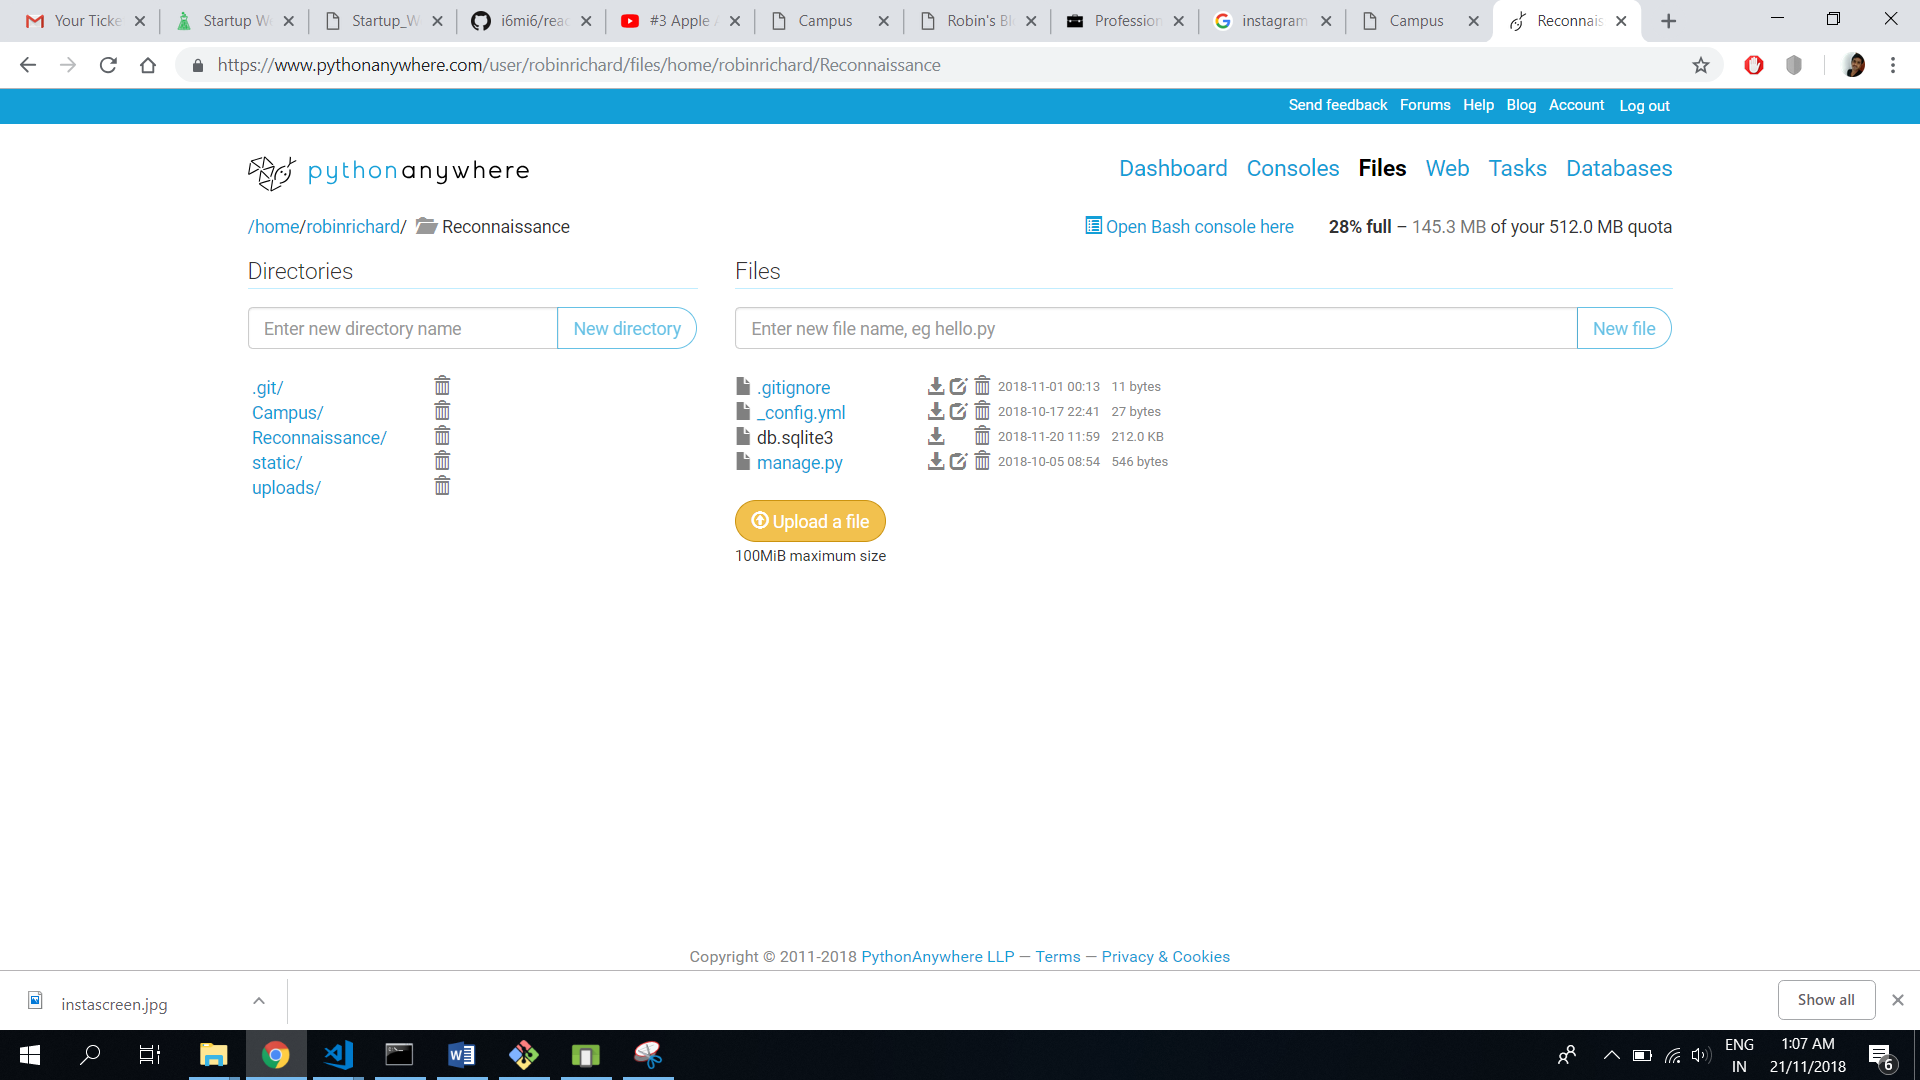 Your Ticke
Startup We
Startup_W
i6mi6/reac
#3 Apple A
Campus
Robin's Bl
Profession
instagram
Campus
Reconnais
https://www.pythonanywhere.com/user/robinrichard/files/home/robinrichard/Reconnaissance
Send feedback Forums Help Blog Account Log out
pythonanywhere
Dashboard Consoles Files Web Tasks Databases
/home/robinrichard/ Reconnaissance
Open Bash console here
28% full – 145.3 MB of your 512.0 MB quota
Directories
Enter new directory name New directory
.git/
Campus/
Reconnaissance/
static/
uploads/
Files
Enter new file name, eg hello.py New file
.gitignore 2018-11-01 00:13 11 bytes
_config.yml 2018-10-17 22:41 27 bytes
db.sqlite3 2018-11-20 11:59 212.0 KB
manage.py 2018-10-05 08:54 546 bytes
Upload a file
100MiB maximum size
Copyright © 2011-2018 PythonAnywhere LLP — Terms — Privacy & Cookies
instascreen.jpg
Show all
ENG
IN
1:07 AM
21/11/2018
6